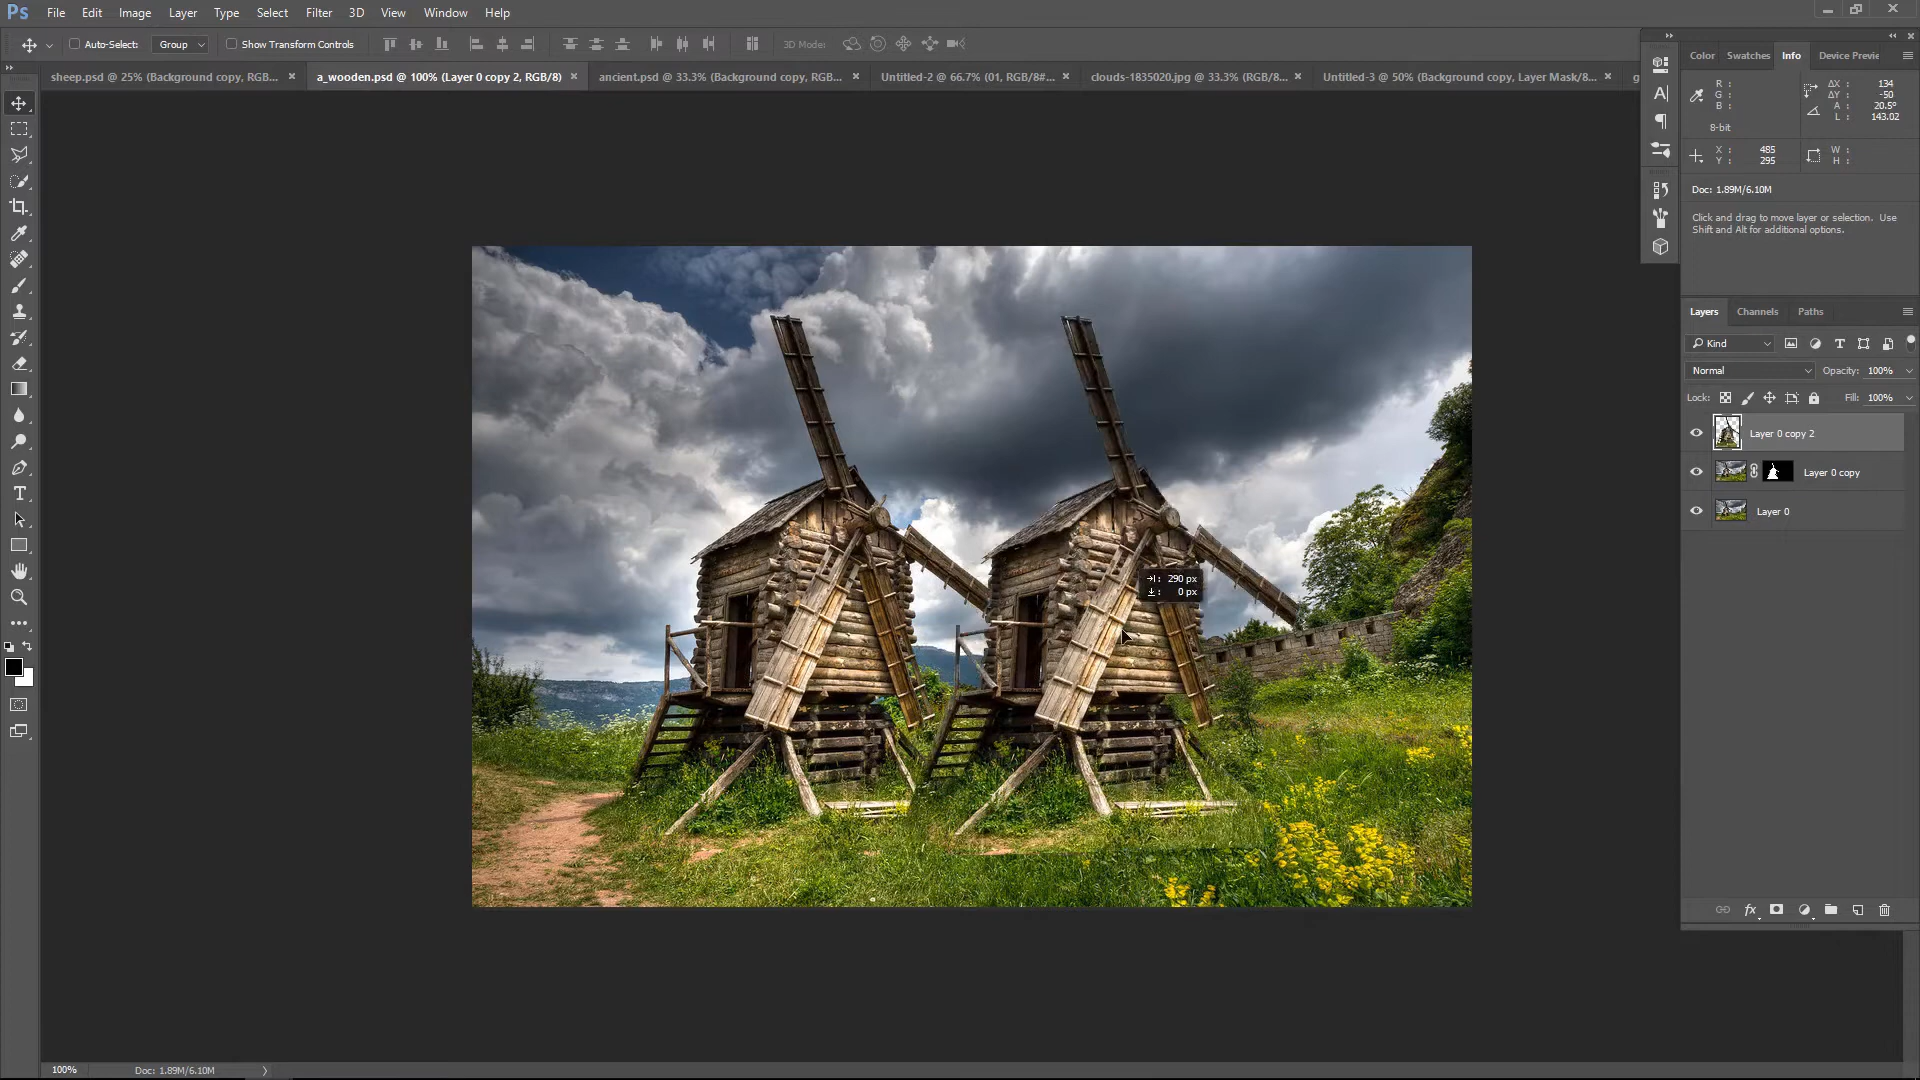 Ps File Edit Image Layer Type Select Filter 3D View Window Help
Auto-Select: Group Show Transform Controls 3D Mode:
sheep.psd @ 25% (Background copy, RGB... × a_wooden.psd @ 100% (Layer 0 copy 2, RGB/8) × ancient.psd @ 33.3% (Background copy, RGB... × Untitled-2 @ 66.7% (01, RGB/8#... × clouds-1835020.jpg @ 33.3% (RGB/8... × Untitled-3 @ 50% (Background copy, Layer Mask/8... × g
Color Swatches Info Device Previe
R : ΔX : 134
G : ΔY : -50
B : A : 20.5°
L : 143.02
8-bit
X : 485 W :
Y : 295 H :
Doc: 1.89M/6.10M
Click and drag to move layer or selection. Use
Shift and Alt for additional options.
Layers Channels Paths
Kind
Normal Opacity: 100%
Lock: Fill: 100%
Layer 0 copy 2
Layer 0 copy
Layer 0
290 px
0 px
fx
100% Doc: 1.89M/6.10M